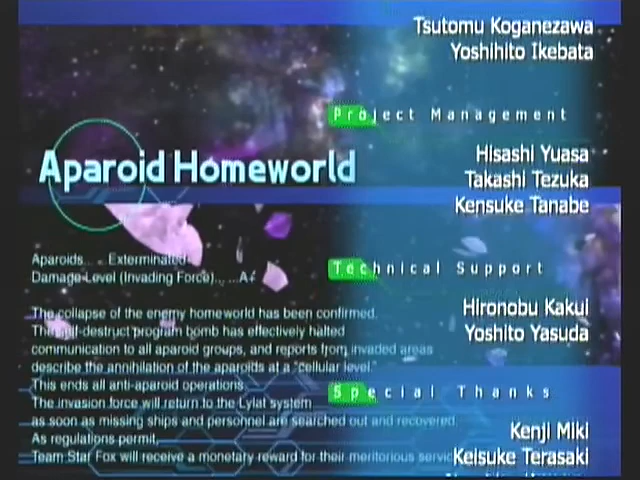 Tsutomu Koganezawa
Yoshihito Ikebata
Project Management
Hisashi Yuasa
Takashi Tezuka
Kensuke Tanabe
Technical Support
Hironobu Kakui
Yoshito Yasuda
Special Thanks
Kenji Miki
Keisuke Terasaki
Aparoid Homeworld
Aparoids... ... Exterminated
Damage Level (Invading Force)... ...A+
The collapse of the enemy homeworld has been confirmed.
The self-destruct program bomb has effectively halted
communication to all aparoid groups, and reports from invaded areas
describe the annihilation of the aparoids at a "cellular level."
This ends all anti-aparoid operations.
The invasion force will return to the Lylat system
as soon as missing ships and personnel are searched out and recovered.
As regulations permit,
Team Star Fox will receive a monetary reward for their meritorious